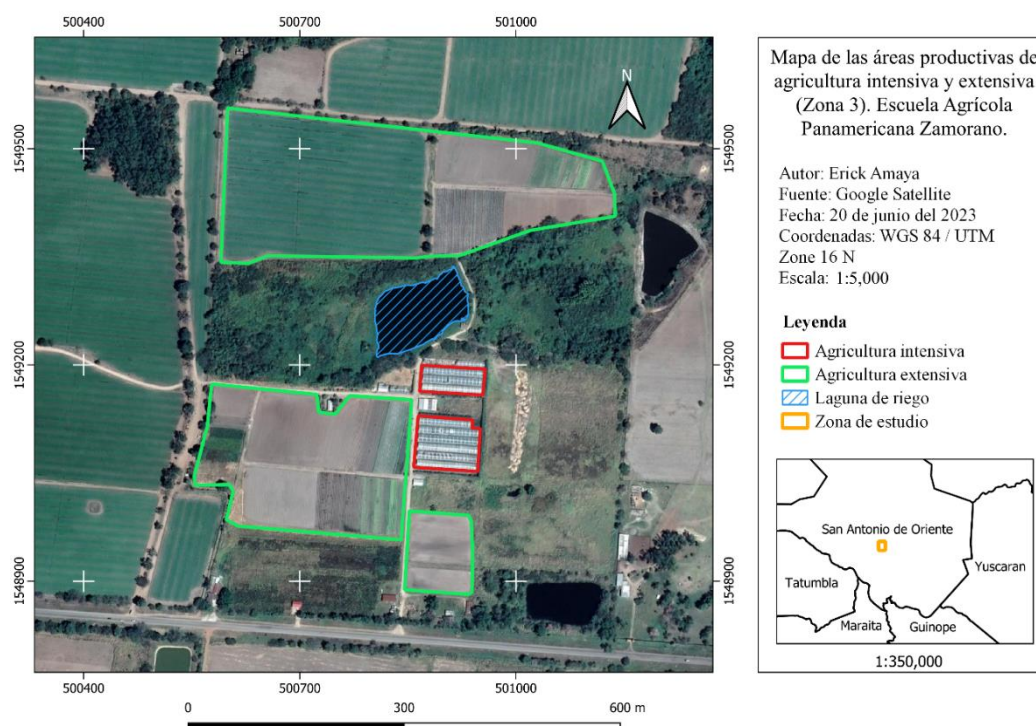 500400 500700 501000
N
1549500 1549500
1549200 1549200
1548900 1548900
500400 500700 501000
0 300 600 m
Mapa de las áreas productivas de
agricultura intensiva y extensiva
(Zona 3). Escuela Agrícola
Panamericana Zamorano.
Autor: Erick Amaya
Fuente: Google Satellite
Fecha: 20 de junio del 2023
Coordenadas: WGS 84 / UTM
Zone 16 N
Escala: 1:5,000
Leyenda
Agricultura intensiva
Agricultura extensiva
Laguna de riego
Zona de estudio
San Antonio de Oriente
Yuscaran
Tatumbla
Maraita
Guinope
1:350,000